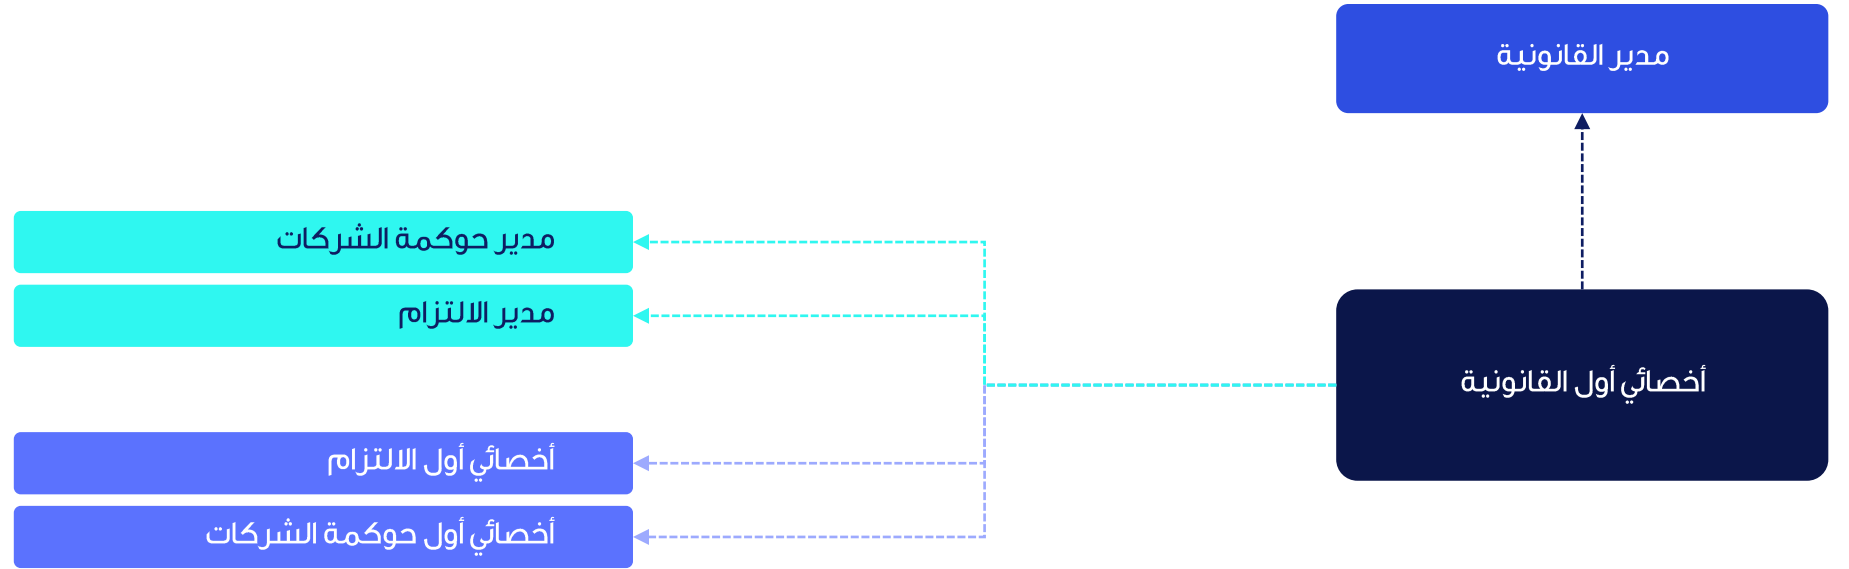 مدير القانونية
أخصائي أول القانونية
مدير حوكمة الشركات
مدير الالتزام
أخصائي أول الالتزام
أخصائي أول حوكمة الشركات